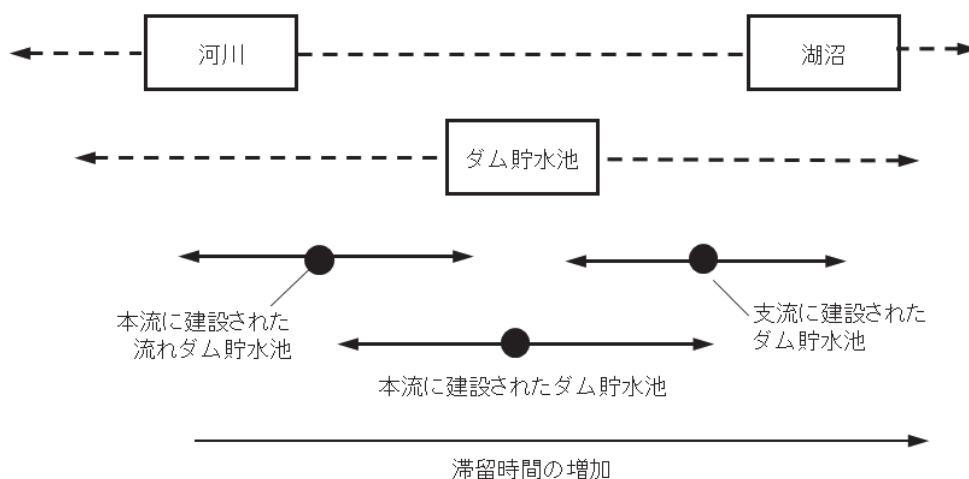 河川
湖沼
ダム貯水池
本流に建設された
流れダム貯水池
支流に建設された
ダム貯水池
本流に建設されたダム貯水池
滞留時間の増加